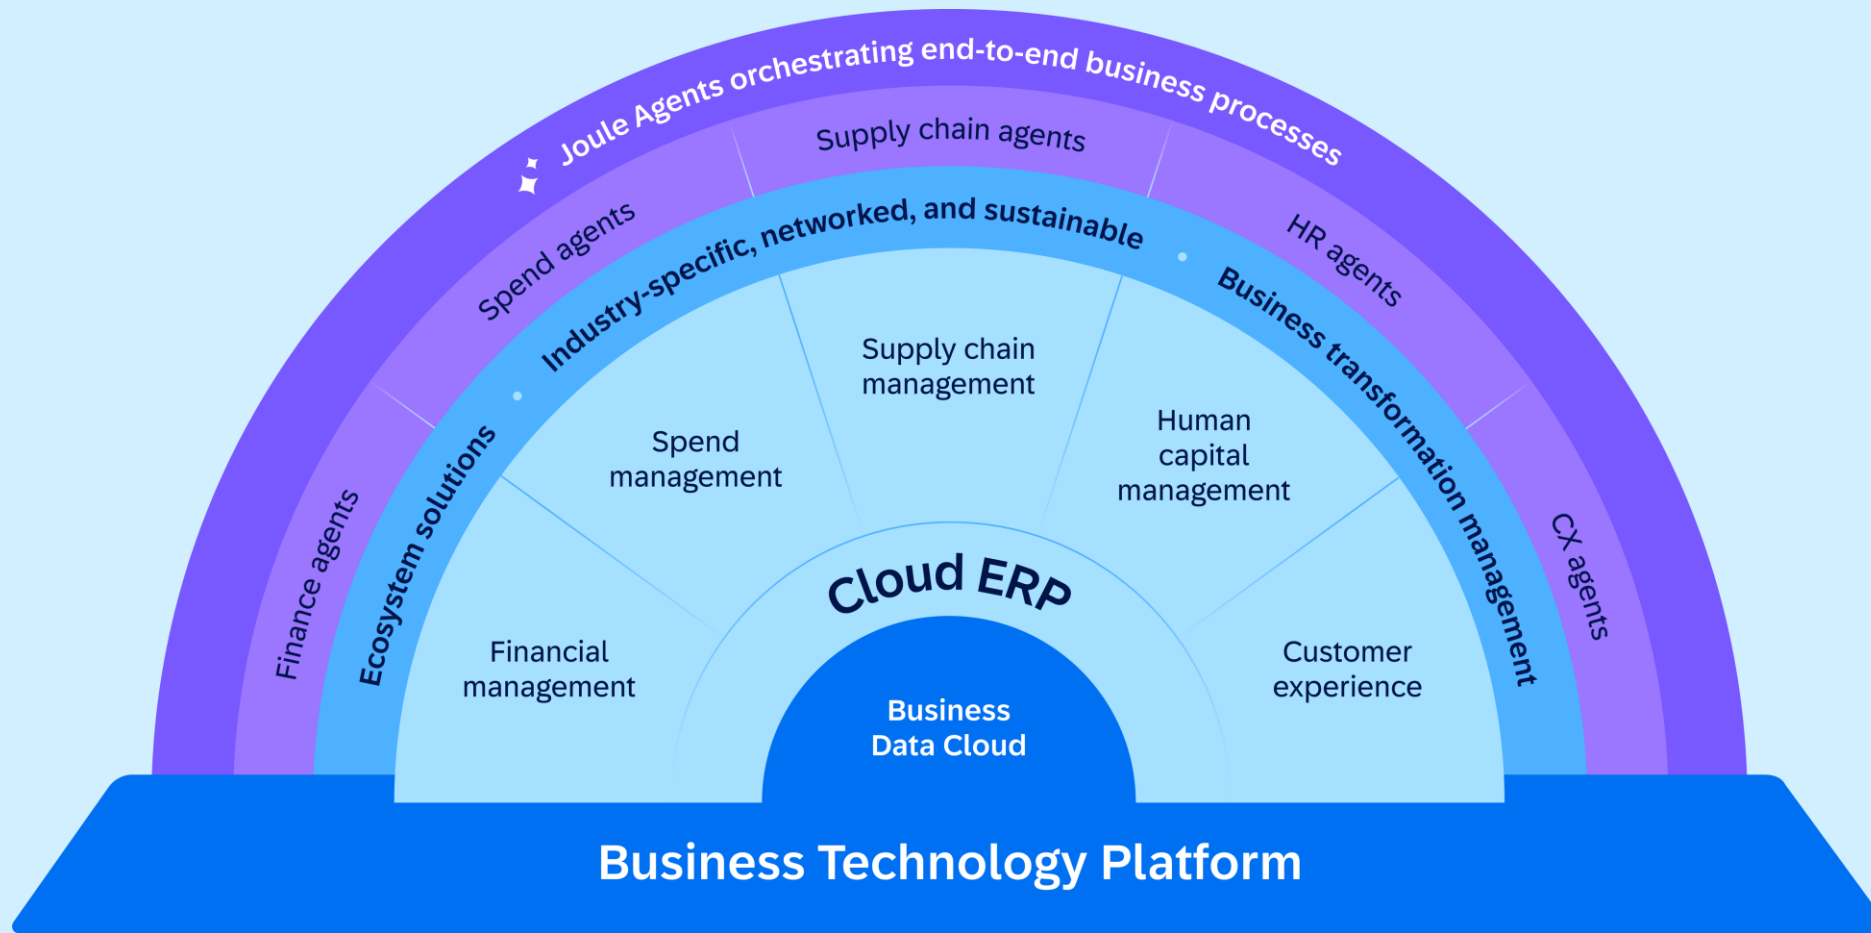 Joule Agents orchestrating end-to-end business processes
Finance agents
Spend agents
Supply chain agents
HR agents
CX agents
Ecosystem solutions • Industry-specific, networked, and sustainable • Business transformation management
Financial
management
Spend
management
Supply chain
management
Human
capital
management
Customer
experience
Cloud ERP
Business
Data Cloud
Business Technology Platform